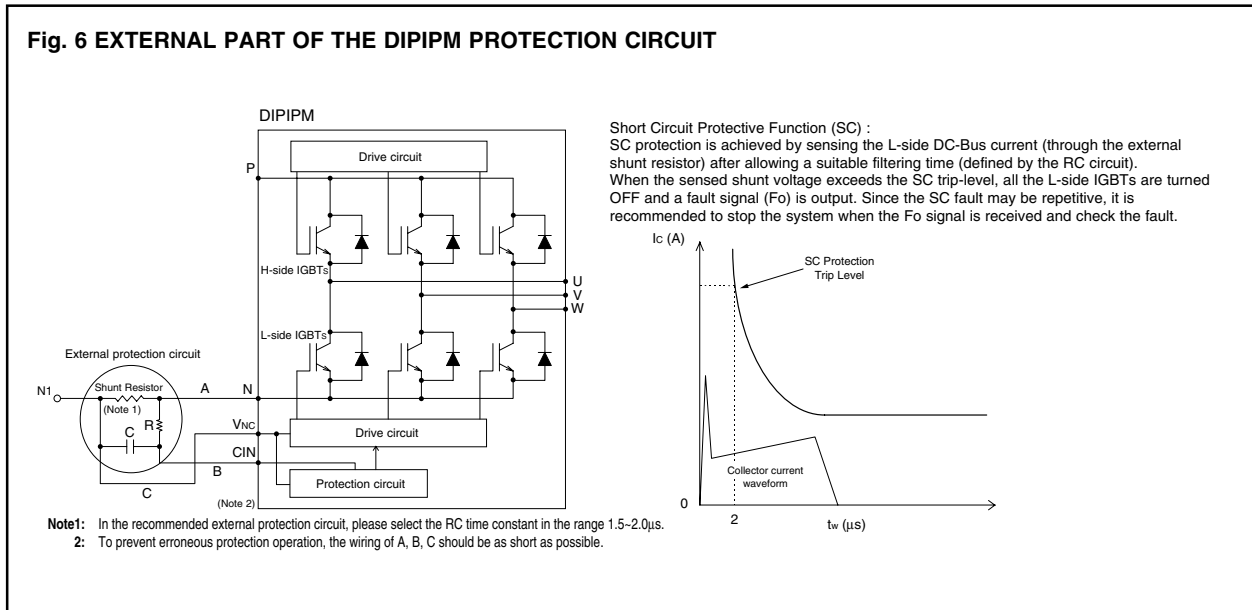 Fig. 6 EXTERNAL PART OF THE DIPIPM PROTECTION CIRCUIT
DIPIPM
Drive circuit
P
H-side IGBTs
U
V
W
L-side IGBTs
External protection circuit
N1
Shunt Resistor
(Note 1)
A
N
R
C
VNC
Drive circuit
CIN
B
C
Protection circuit
(Note 2)
Short Circuit Protective Function (SC) :
SC protection is achieved by sensing the L-side DC-Bus current (through the external
shunt resistor) after allowing a suitable filtering time (defined by the RC circuit).
When the sensed shunt voltage exceeds the SC trip-level, all the L-side IGBTs are turned
OFF and a fault signal (Fo) is output. Since the SC fault may be repetitive, it is
recommended to stop the system when the Fo signal is received and check the fault.
IC (A)
SC Protection
Trip Level
Collector current
waveform
0
2
tw (μs)
Note1: In the recommended external protection circuit, please select the RC time constant in the range 1.5~2.0μs.
2: To prevent erroneous protection operation, the wiring of A, B, C should be as short as possible.